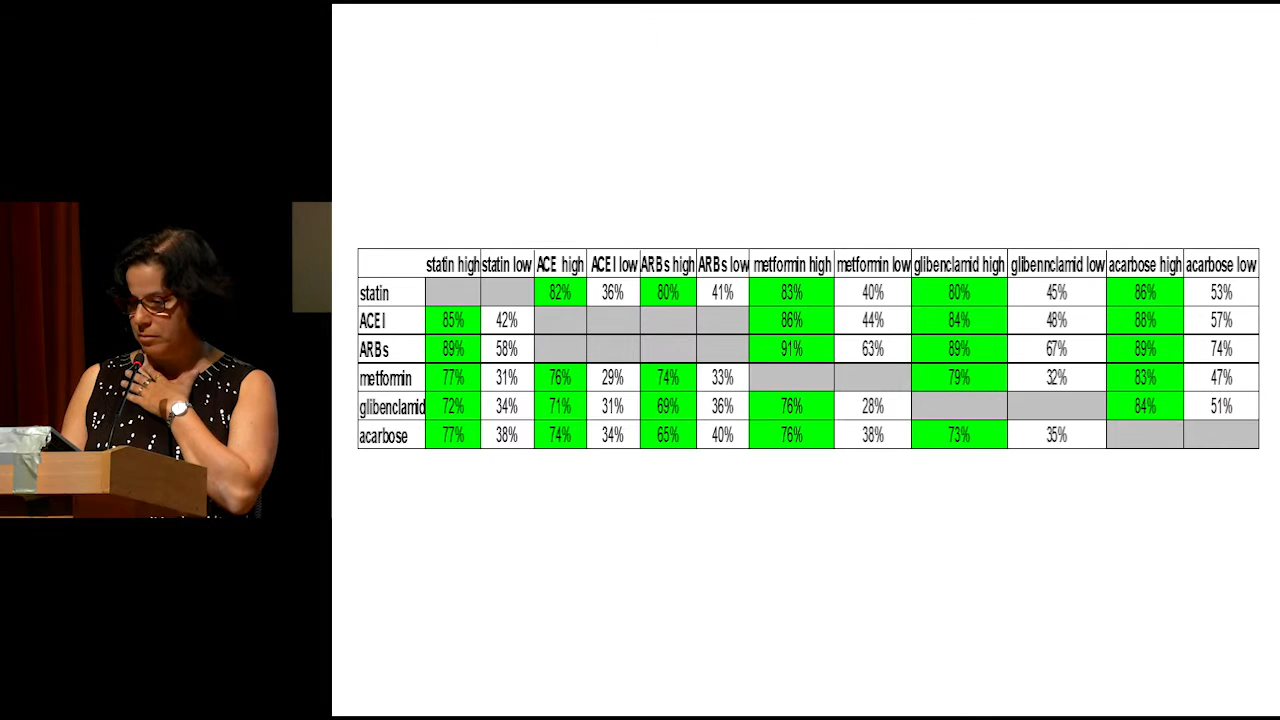 statin high statin low ACE high ACEI low ARBs high ARBs low metformin high metformin low glibenclamid high glibennclamid low acarbose high acarbose low
statin 82% 36% 80% 41% 83% 40% 80% 45% 86% 53%
ACEI 85% 42% 86% 44% 84% 48% 88% 57%
ARBs 89% 58% 91% 63% 89% 67% 89% 74%
metformin 77% 31% 76% 29% 74% 33% 79% 32% 83% 47%
glibenclamid 72% 34% 71% 31% 69% 36% 76% 28% 84% 51%
acarbose 77% 38% 74% 34% 65% 40% 76% 38% 73% 35%